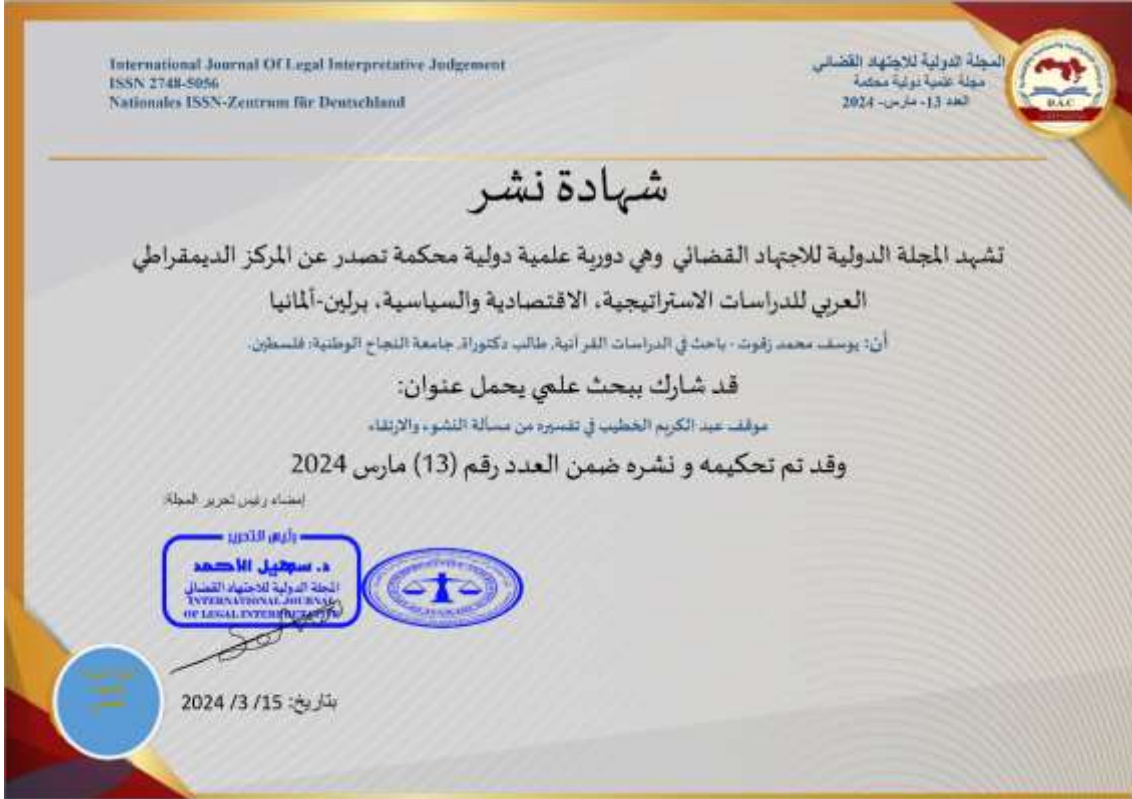 International Journal Of Legal Interpretative Judgement
ISSN 2748-5056
Nationales ISSN-Zentrum für Deutschland
المجلة الدولية للاجتهاد القضائي
مجلة علمية دولية محكمة
العدد 13- مارس- 2024
D.A.C
شهادة نشر
تشهد المجلة الدولية للاجتهاد القضائي وهي دورية علمية دولية محكمة تصدر عن المركز الديمقراطي
العربي للدراسات الاستراتيجية، الاقتصادية والسياسية، برلين-ألمانيا
أن: يوسف محمد زقوت - باحث في الدراسات القرآنية، طالب دكتوراة، جامعة النجاح الوطنية: فلسطين.
قد شارك ببحث علمي يحمل عنوان:
موقف عبد الكريم الخطيب في تفسيره من مسألة النشوء والارتقاء
وقد تم تحكيمه و نشره ضمن العدد رقم (13) مارس 2024
إمضاء رئيس تحرير المجلة:
رئيس التحرير
د. سهيل الأحمد
المجلة الدولية للاجتهاد القضائي
INTERNATIONAL JOURNAL
OF LEGAL
بتاريخ: 15/ 3/ 2024